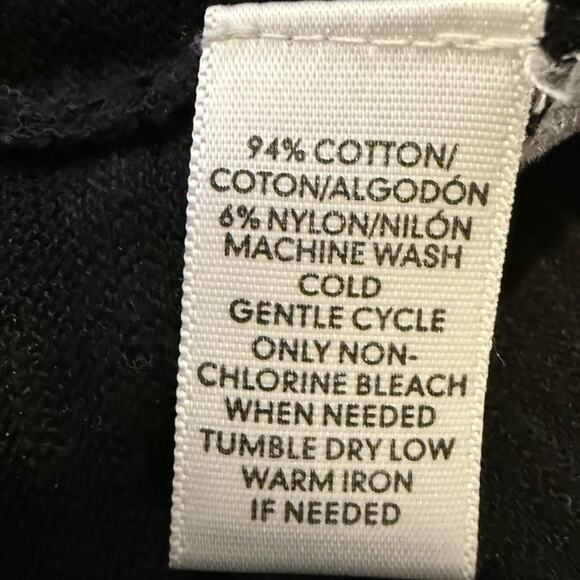 94% COTTON/
COTON/ALGODÓN
6% NYLON/NILÓN
MACHINE WASH
COLD
GENTLE CYCLE
ONLY NON-
CHLORINE BLEACH
WHEN NEEDED
TUMBLE DRY LOW
WARM IRON
IF NEEDED